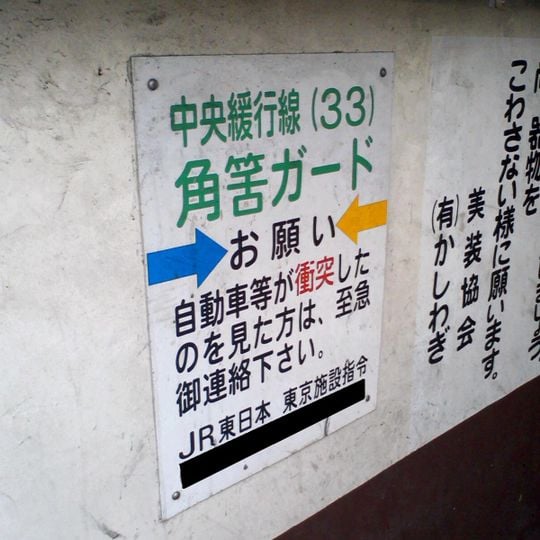 中央緩行線(33)
角筈ガード
お願い
自動車等が衝突した
のを見た方は、至急
御連絡下さい。
JR東日本 東京施設指令
こわさない様に願います。
美装協会
(有)かしわぎ